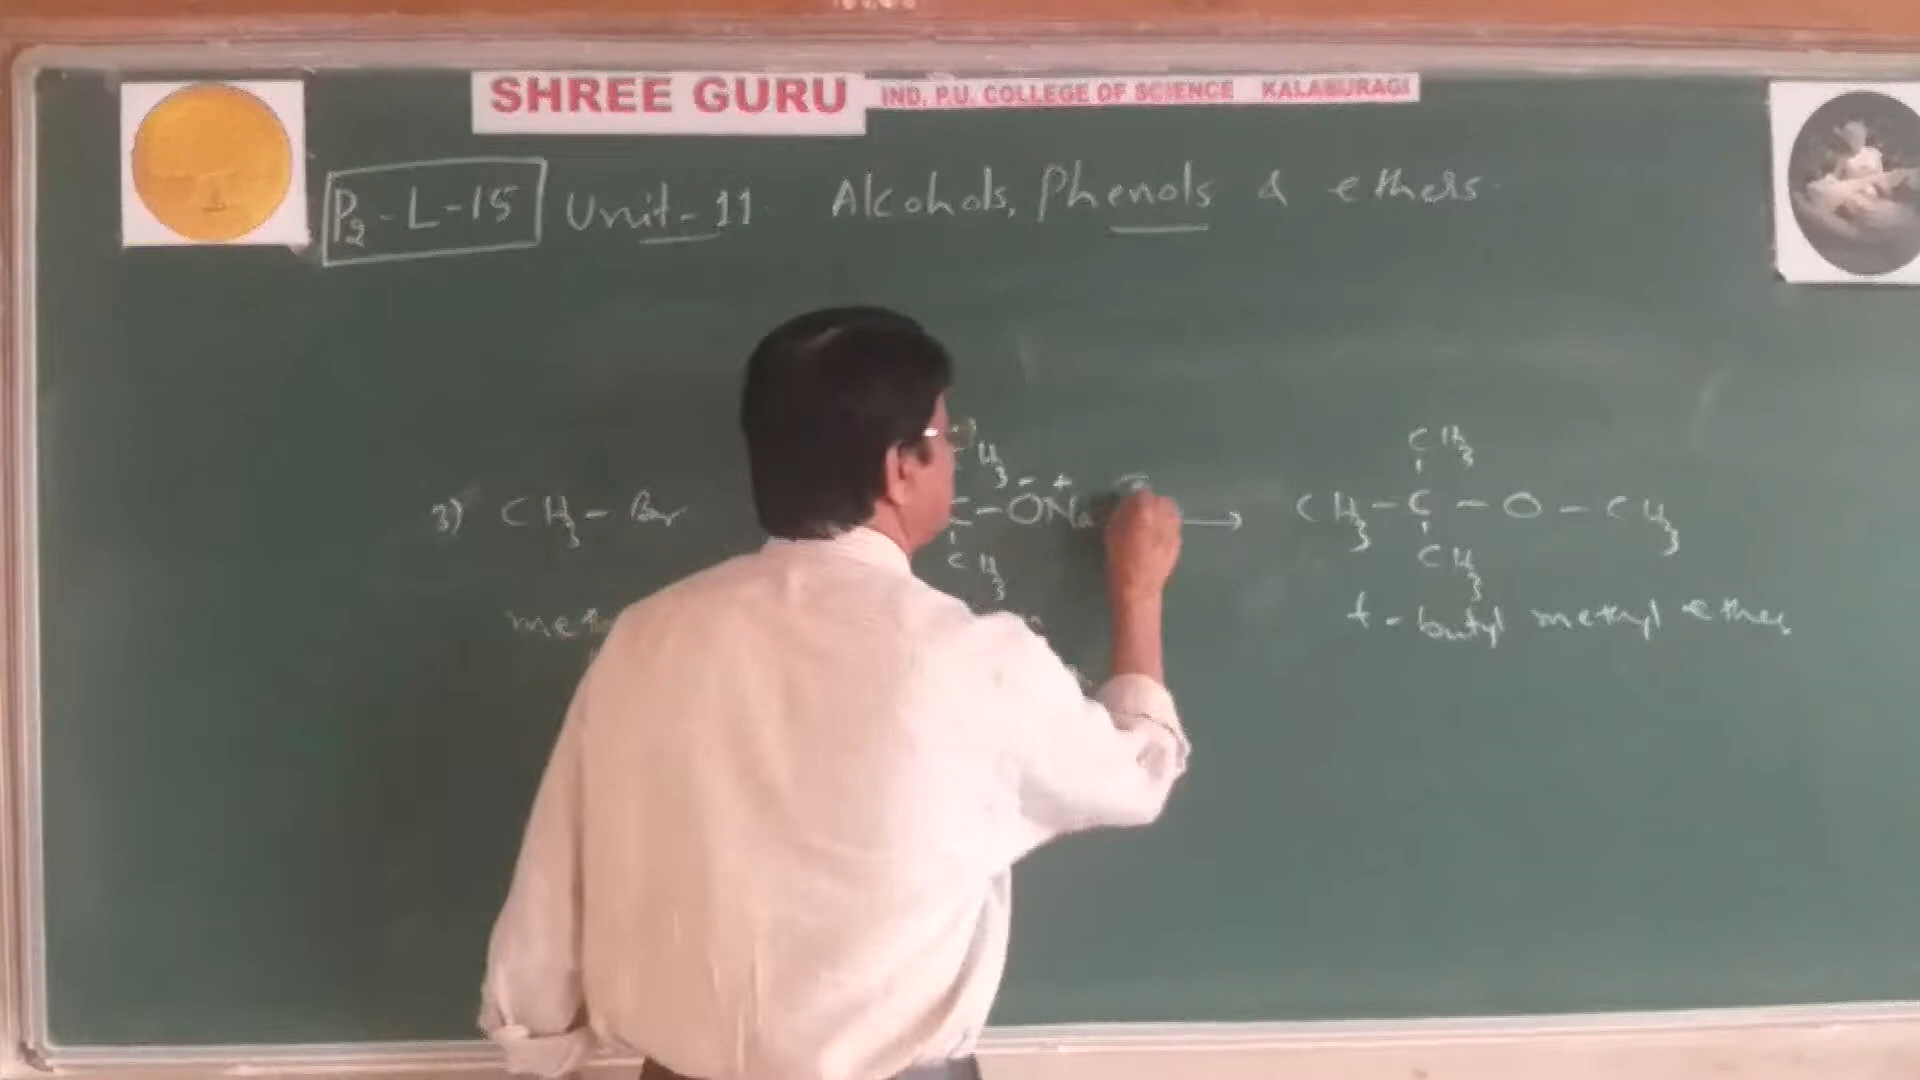 SHREE GURU IND. P.U. COLLEGE OF SCIENCE KALABURAGI
P2-L-15 Unit-11 Alcohols, Phenols & ethers
CH3 CH3
3) CH3-Br C-ONa → CH3-C-O-CH3
CH3 CH3
t-butyl methyl ether